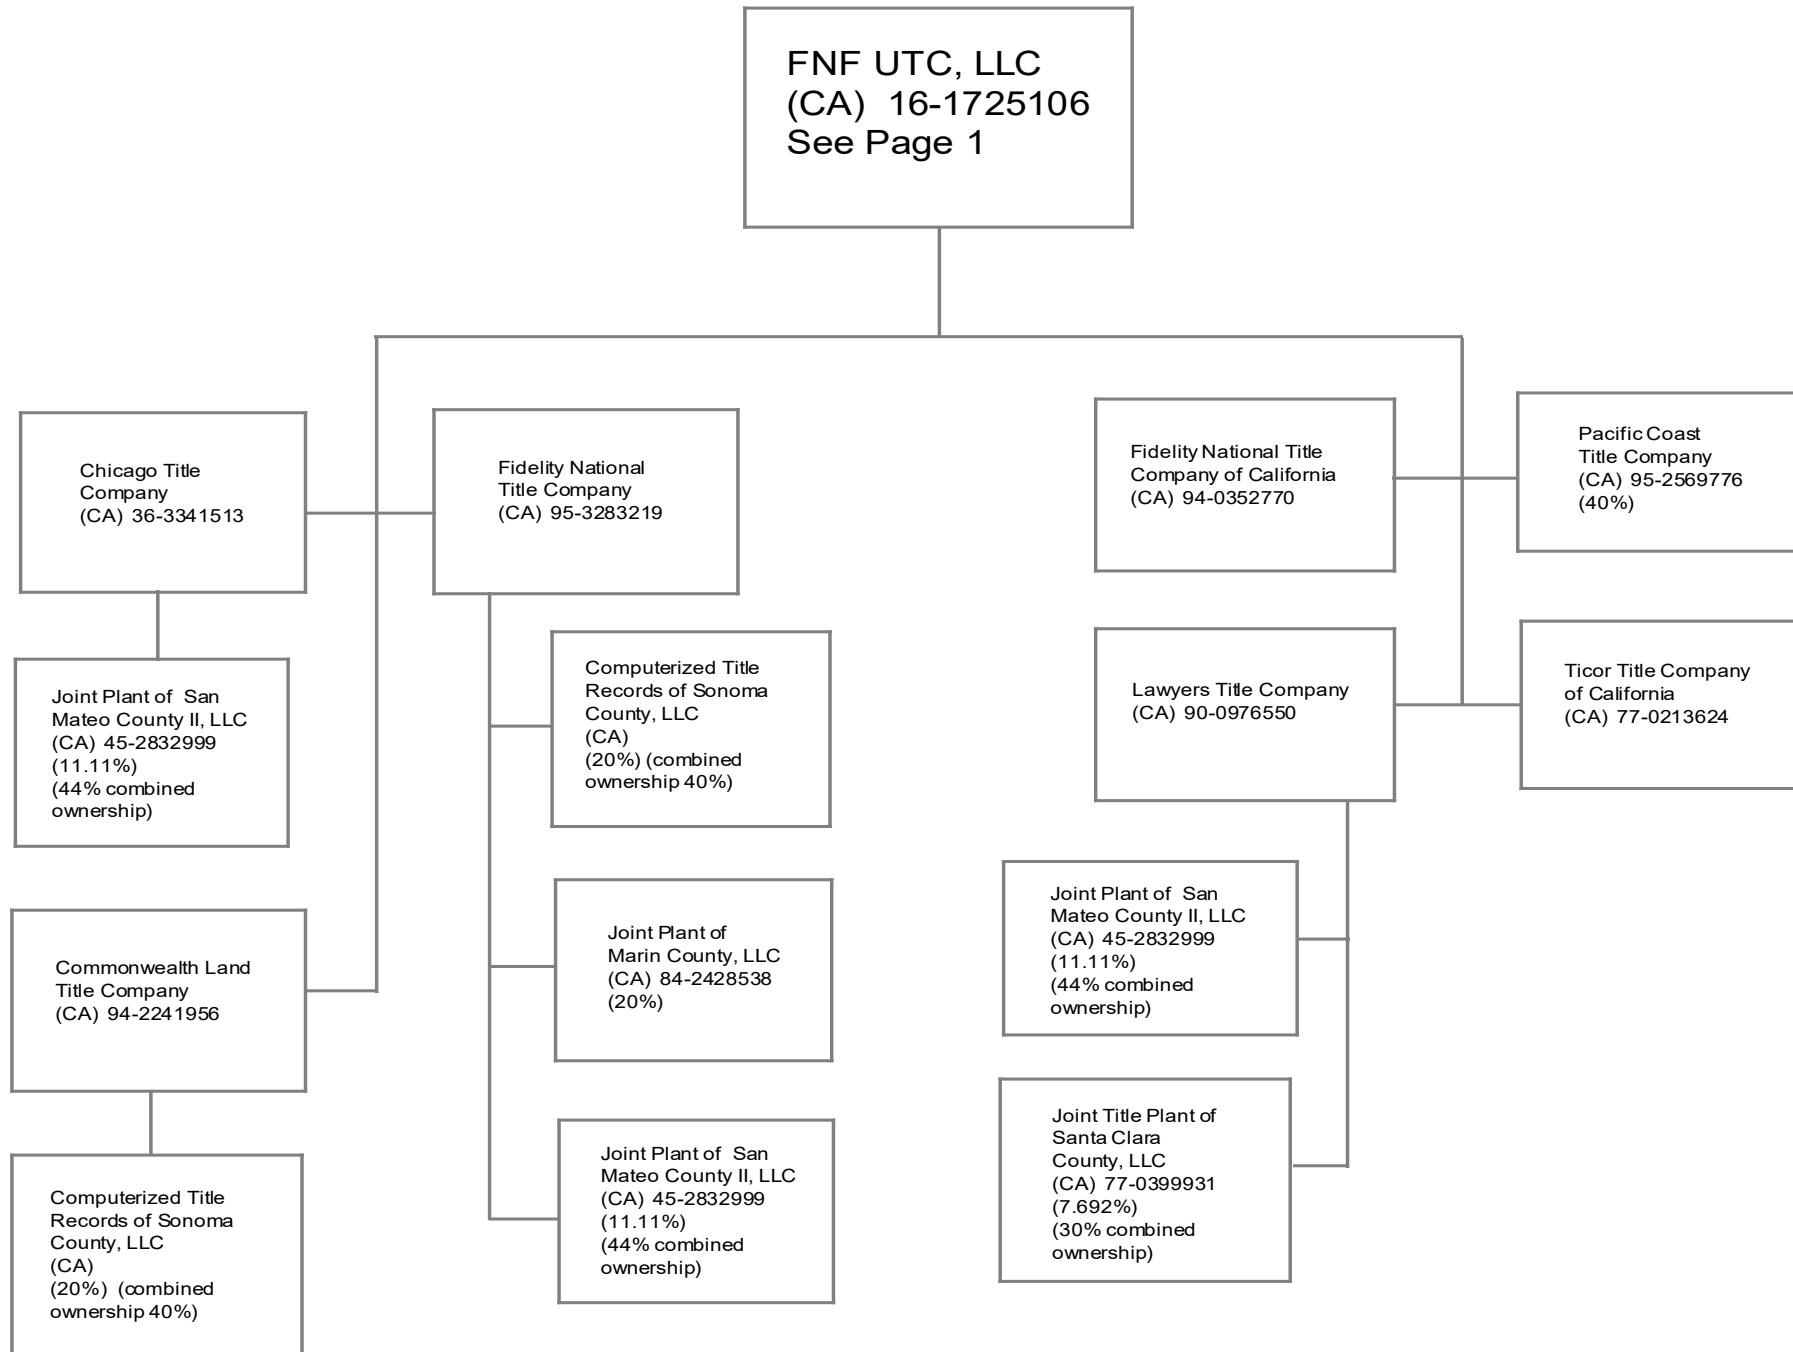 FNF UTC, LLC
(CA) 16-1725106
See Page 1
Chicago Title
Company
(CA) 36-3341513
Fidelity National
Title Company
(CA) 95-3283219
Fidelity National Title
Company of California
(CA) 94-0352770
Pacific Coast
Title Company
(CA) 95-2569776
(40%)
Joint Plant of San
Mateo County II, LLC
(CA) 45-2832999
(11.11%)
(44% combined
ownership)
Computerized Title
Records of Sonoma
County, LLC
(CA)
(20%) (combined
ownership 40%)
Lawyers Title Company
(CA) 90-0976550
Ticor Title Company
of California
(CA) 77-0213624
Commonwealth Land
Title Company
(CA) 94-2241956
Joint Plant of
Marin County, LLC
(CA) 84-2428538
(20%)
Joint Plant of San
Mateo County II, LLC
(CA) 45-2832999
(11.11%)
(44% combined
ownership)
Computerized Title
Records of Sonoma
County, LLC
(CA)
(20%) (combined
ownership 40%)
Joint Plant of San
Mateo County II, LLC
(CA) 45-2832999
(11.11%)
(44% combined
ownership)
Joint Title Plant of
Santa Clara
County, LLC
(CA) 77-0399931
(7.692%)
(30% combined
ownership)